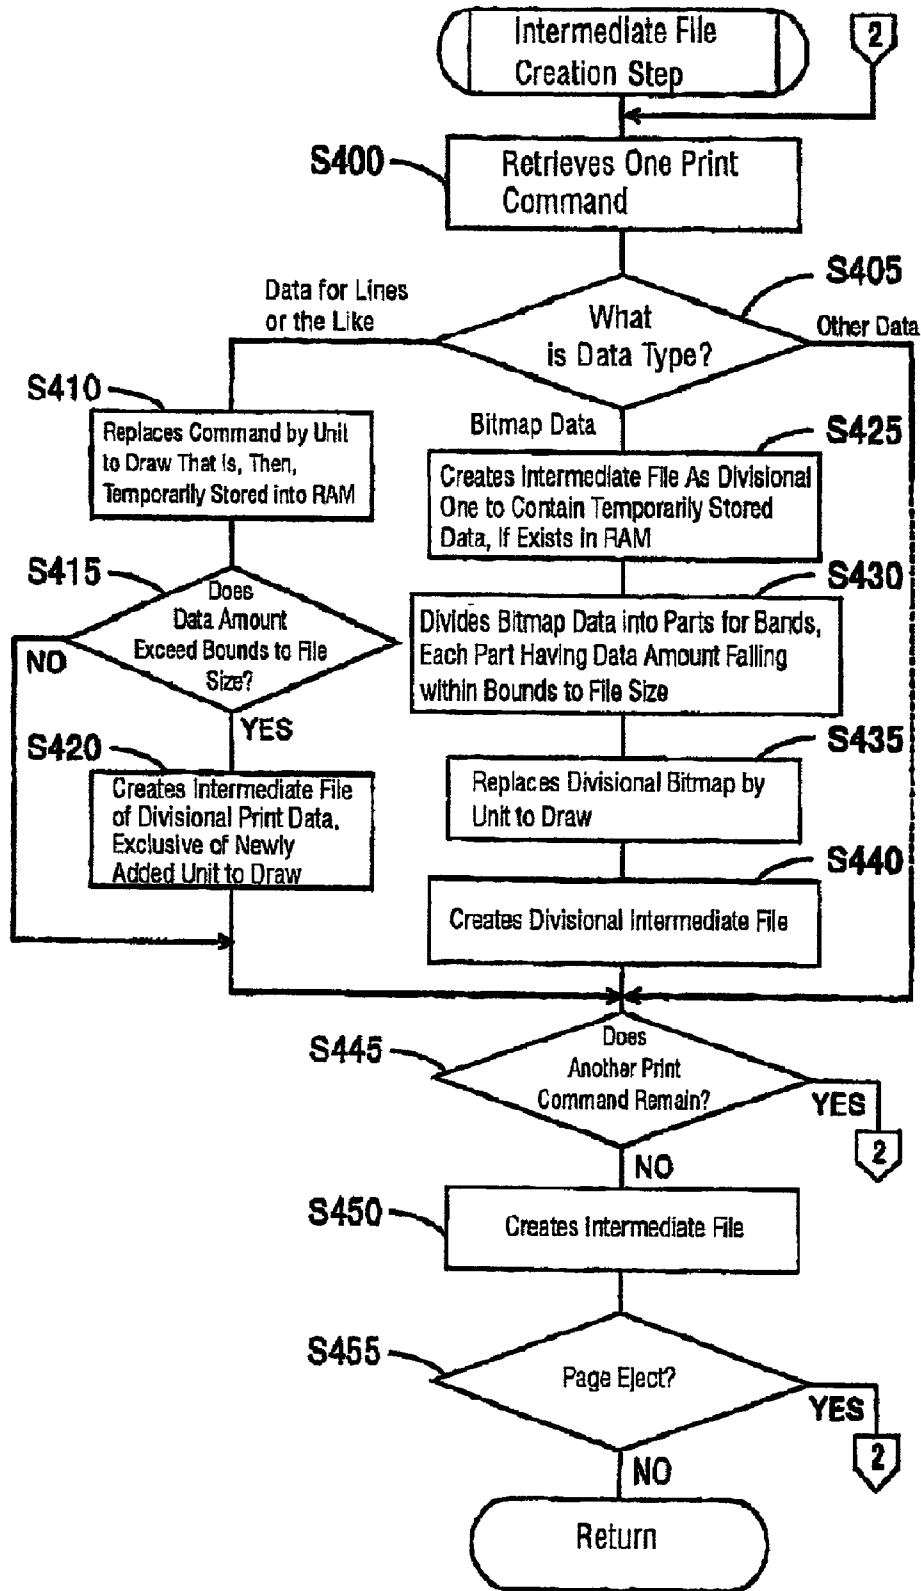 Intermediate File
Creation Step
2
S400
Retrieves One Print
Command
S405
Data for Lines
or the Like
What
is Data Type?
Other Data
S410
Replaces Command by Unit
to Draw That Is, Then,
Temporarily Stored into RAM
Bitmap Data
S425
Creates Intermediate File As Divisional
One to Contain Temporarily Stored
Data, If Exists in RAM
S415
Does
Data Amount
Exceed Bounds to File
Size?
NO
YES
S430
Divides Bitmap Data into Parts for Bands,
Each Part Having Data Amount Falling
within Bounds to File Size
S420
Creates Intermediate File
of Divisional Print Data,
Exclusive of Newly
Added Unit to Draw
S435
Replaces Divisional Bitmap by
Unit to Draw
S440
Creates Divisional Intermediate File
S445
Does
Another Print
Command Remain?
YES
2
NO
S450
Creates Intermediate File
S455
Page Eject?
YES
2
NO
Return